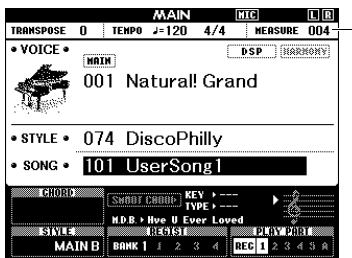 MAIN MIC L R
TRANSPOSE 0 TEMPO ♩=120 4/4 MEASURE 004
• VOICE • DSP HARMONY
MAIN
001 Natural! Grand
• STYLE • 074 DiscoPhilly
• SONG • 101 UserSong1
CHORD SMART CHORD KEY ▸ ---
TYPE ▸ ---
M.D.B. ▸ Hve U Ever Loved
STYLE REGIST PLAY PART
MAIN B BANK 1 1 2 3 4 REG 1 2 3 4 5 A